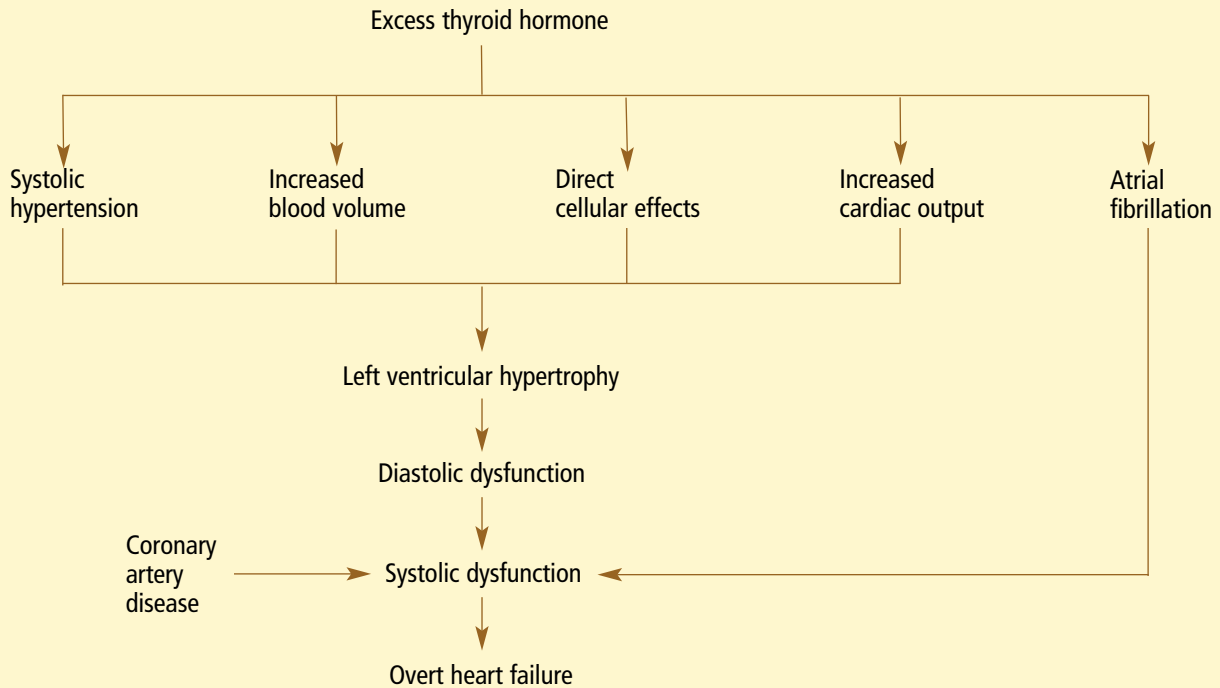 Excess thyroid hormone
Systolic
hypertension
Increased
blood volume
Direct
cellular effects
Increased
cardiac output
Atrial
fibrillation
Left ventricular hypertrophy
Diastolic dysfunction
Coronary
artery
disease
Systolic dysfunction
Overt heart failure